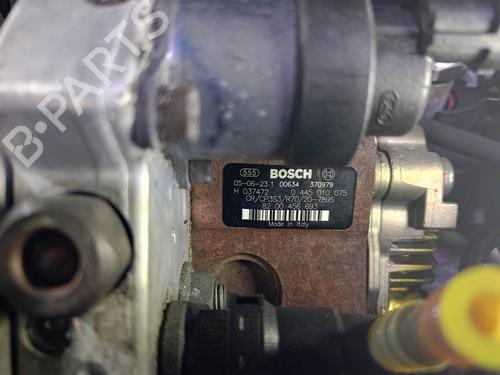 B-PARTS
555 BOSCH
05-06-23 1 00634 370979
H 037472 0 445 010 075
CR/CP3S3/R70/20-789S
82 00 456 693
Made in Italy